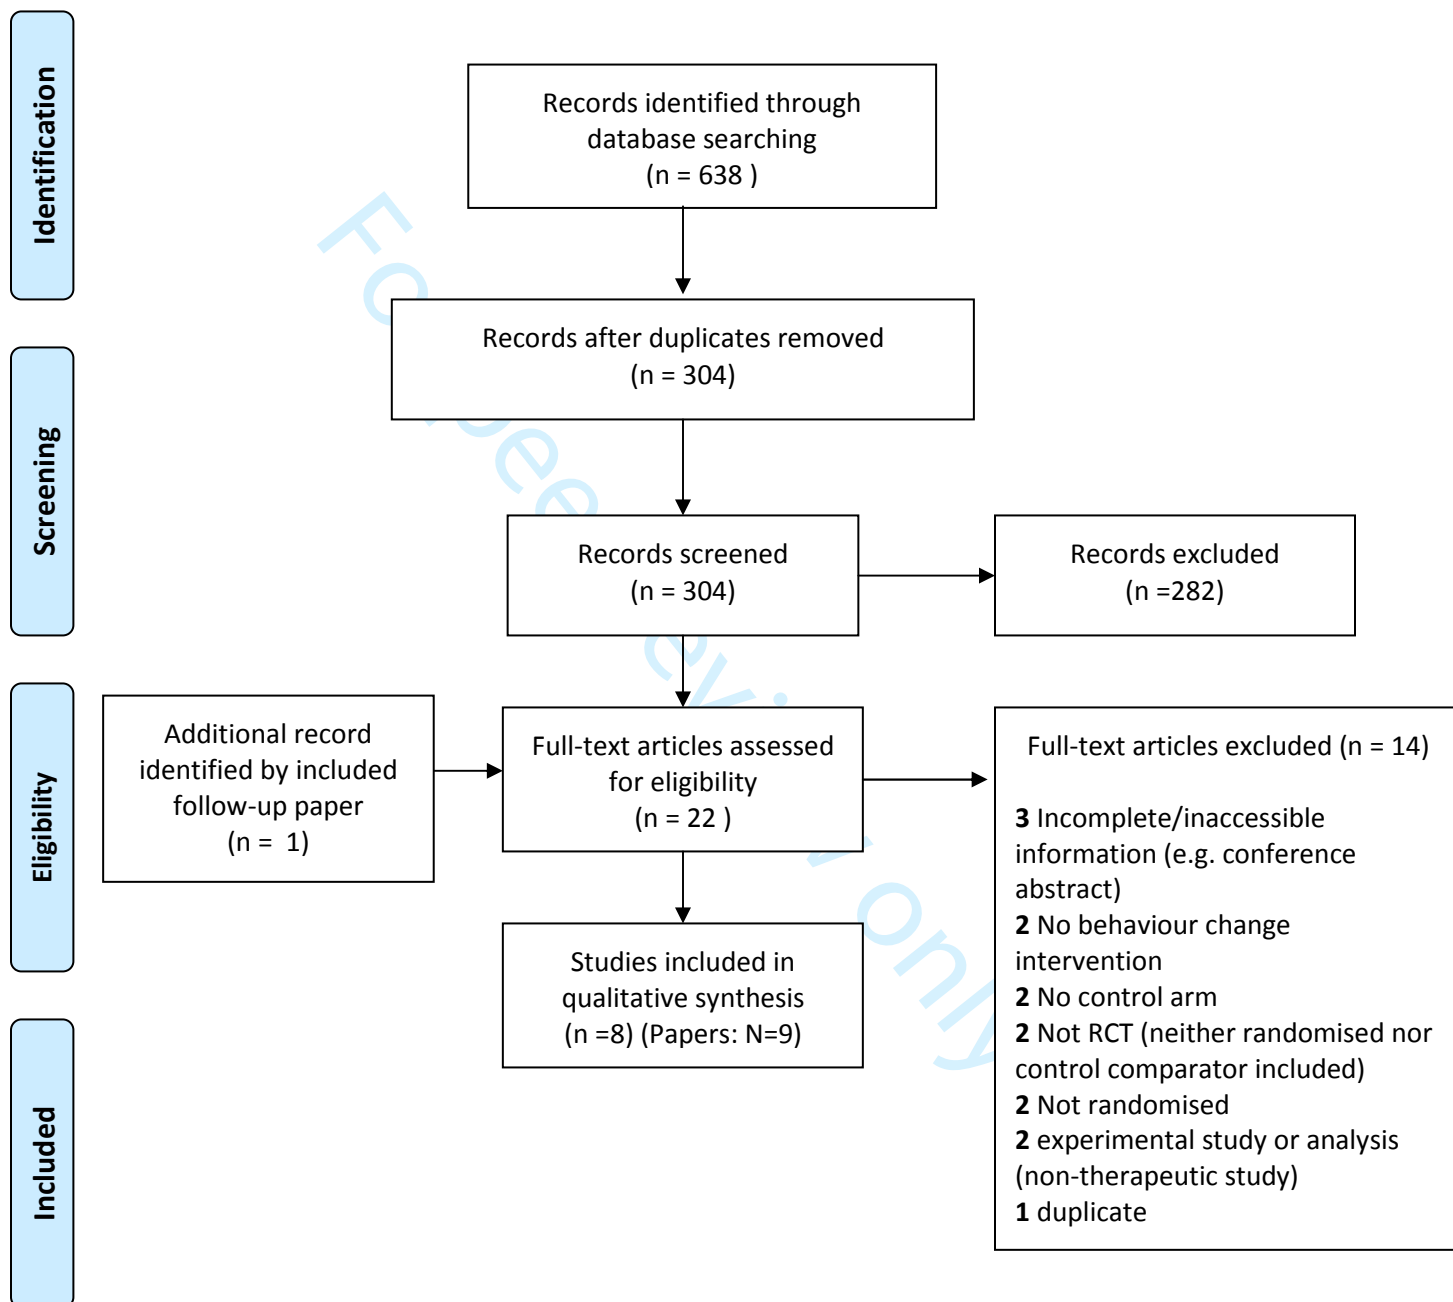 Identification
Records identified through
database searching
(n = 638 )
Records after duplicates removed
(n = 304)
Screening
Records screened
(n = 304)
Records excluded
(n =282)
Eligibility
Additional record
identified by included
follow-up paper
(n =  1)
Full-text articles assessed
for eligibility
(n = 22 )
Full-text articles excluded (n = 14)
3 Incomplete/inaccessible
information (e.g. conference
abstract)
2 No behaviour change
intervention
2 No control arm
2 Not RCT (neither randomised nor
control comparator included)
2 Not randomised
2 experimental study or analysis
(non-therapeutic study)
1 duplicate
Studies included in
qualitative synthesis
(n =8) (Papers: N=9)
Included
For peer review only